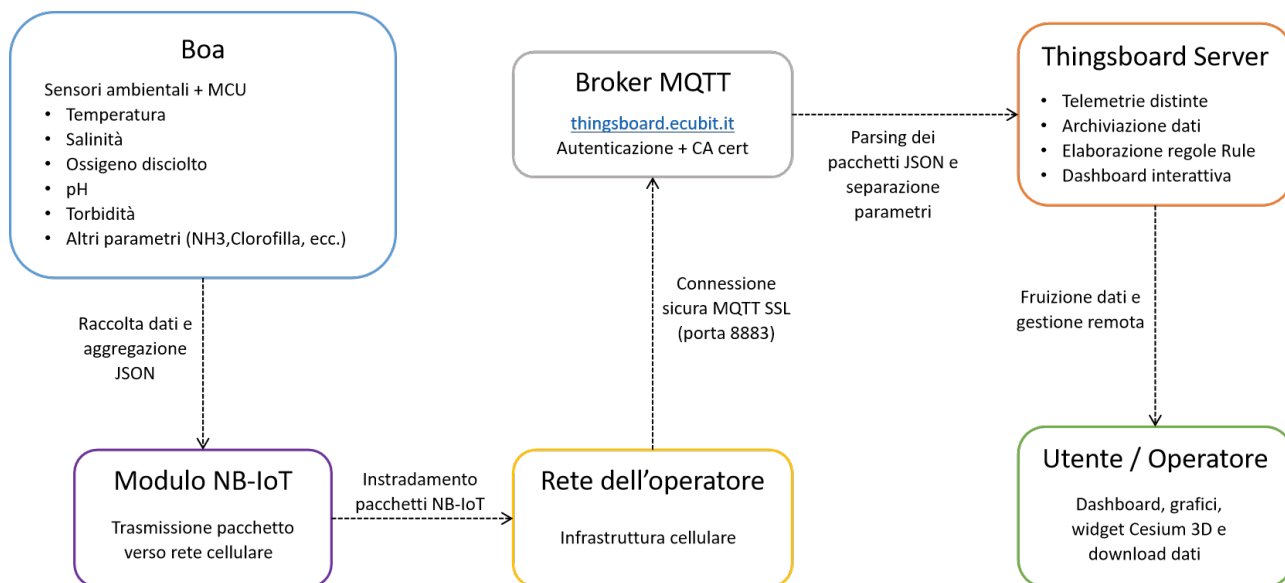 Boa
Sensori ambientali + MCU
• Temperatura
• Salinità
• Ossigeno disciolto
• pH
• Torbidità
• Altri parametri (NH3,Clorofilla, ecc.)
Raccolta dati e
aggregazione
JSON
Modulo NB-IoT
Trasmissione pacchetto
verso rete cellulare
Instradamento
pacchetti NB-IoT
Rete dell’operatore
Infrastruttura cellulare
Connessione
sicura MQTT SSL
(porta 8883)
Broker MQTT
thingsboard.ecubit.it
Autenticazione + CA cert
Parsing dei
pacchetti JSON e
separazione
parametri
Thingsboard Server
• Telemetrie distinte
• Archiviazione dati
• Elaborazione regole Rule
• Dashboard interattiva
Fruizione dati e
gestione remota
Utente / Operatore
Dashboard, grafici,
widget Cesium 3D e
download dati